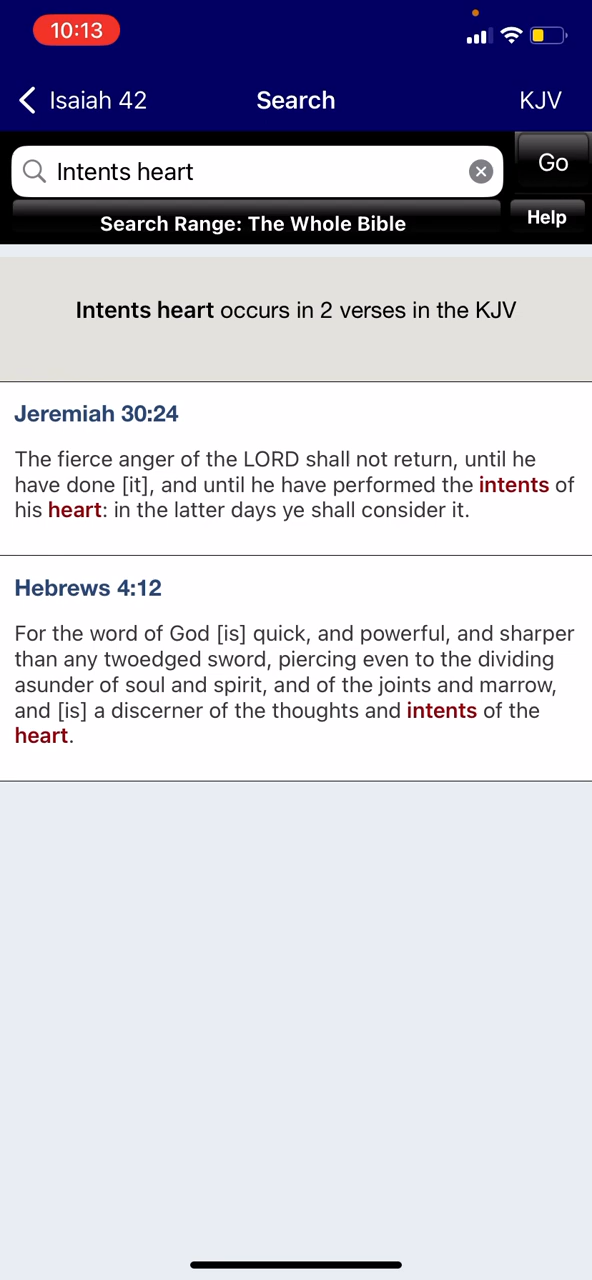 10:13
Isaiah 42
Search
KJV
Intents heart
Go
Search Range: The Whole Bible
Help
Intents heart occurs in 2 verses in the KJV
Jeremiah 30:24
The fierce anger of the LORD shall not return, until he
have done [it], and until he have performed the intents of
his heart: in the latter days ye shall consider it.
Hebrews 4:12
For the word of God [is] quick, and powerful, and sharper
than any twoedged sword, piercing even to the dividing
asunder of soul and spirit, and of the joints and marrow,
and [is] a discerner of the thoughts and intents of the
heart.